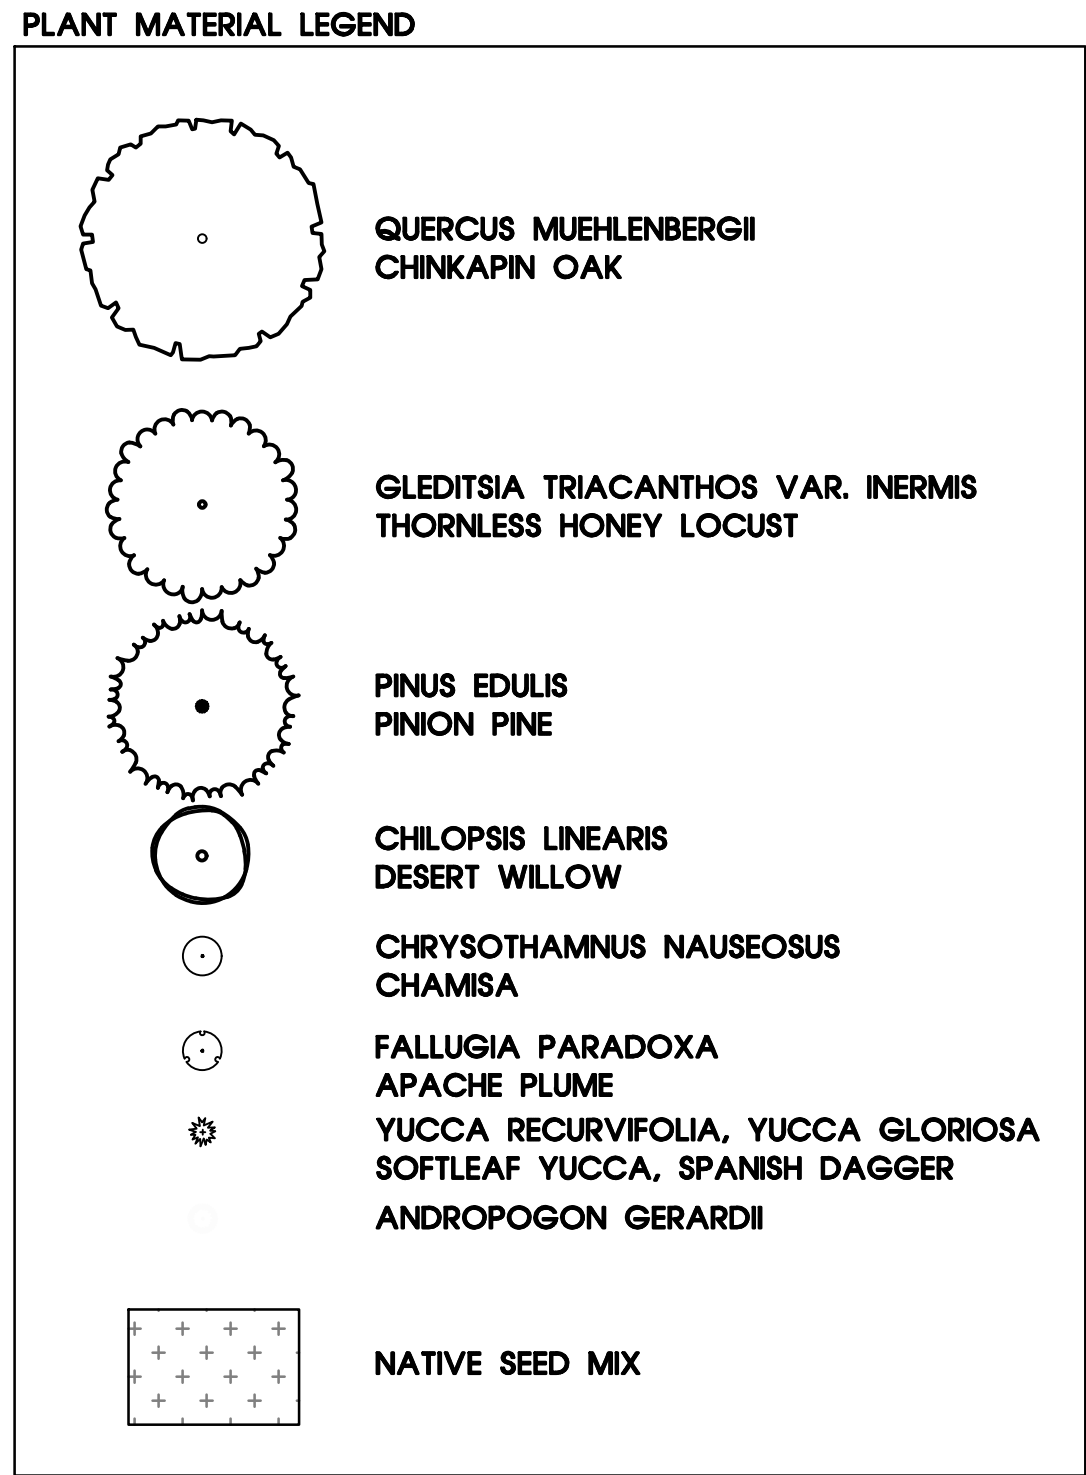 PLANT MATERIAL LEGEND
QUERCUS MUEHLENBERGII
CHINKAPIN OAK
GLEDITSIA TRIACANTHOS VAR. INERMIS
THORNLESS HONEY LOCUST
PINUS EDULIS
PINION PINE
CHILOPSIS LINEARIS
DESERT WILLOW
CHRYSOTHAMNUS NAUSEOSUS
CHAMISA
FALLUGIA PARADOXA
APACHE PLUME
YUCCA RECURVIFOLIA, YUCCA GLORIOSA
SOFTLEAF YUCCA, SPANISH DAGGER
ANDROPOGON GERARDII
NATIVE SEED MIX